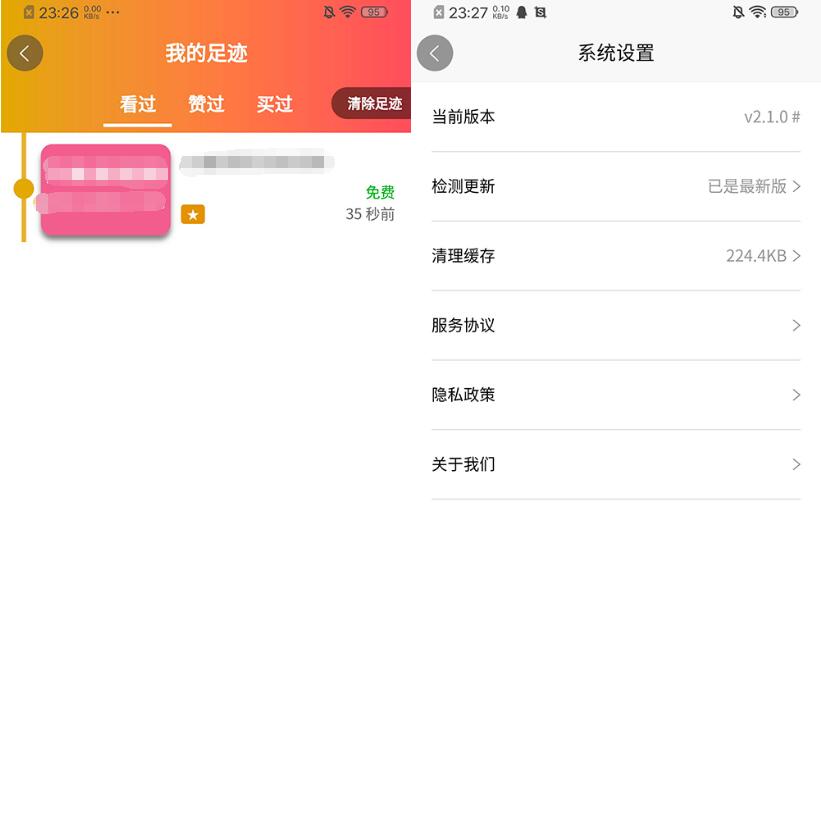 23:26 0.00 KB/s ··· 95
我的足迹
看过 赞过 买过 清除足迹
免费
35 秒前
23:27 0.10 KB/s 95
系统设置
当前版本 v2.1.0 #
检测更新 已是最新版
清理缓存 224.4KB
服务协议
隐私政策
关于我们